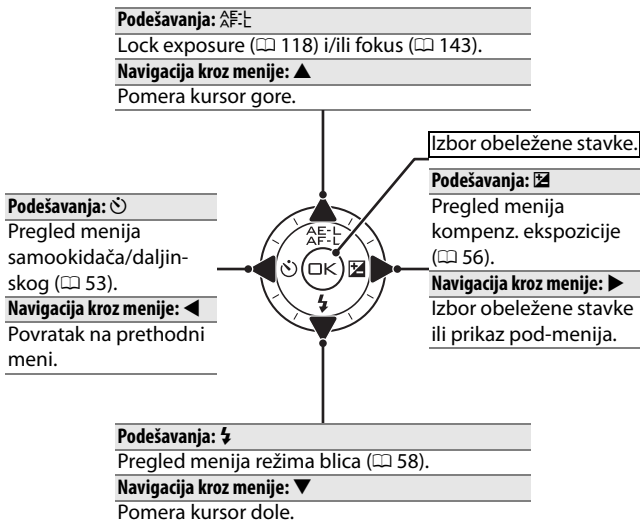 Podešavanja: AE-L AF-L
Lock exposure (📖 118) i/ili fokus (📖 143).
Navigacija kroz menije: ▲
Pomera kursor gore.
Izbor obeležene stavke.
Podešavanja: ⏲
Pregled menija
samookidača/daljin-
skog (📖 53).
Navigacija kroz menije: ◀
Povratak na prethodni
meni.
AE-L
AF-L
OK
Podešavanja: 
Pregled menija
kompenz. ekspozicije
(📖 56).
Navigacija kroz menije: ▶
Izbor obeležene stavke
ili prikaz pod-menija.
Podešavanja: ⚡
Pregled menija režima blica (📖 58).
Navigacija kroz menije: ▼
Pomera kursor dole.